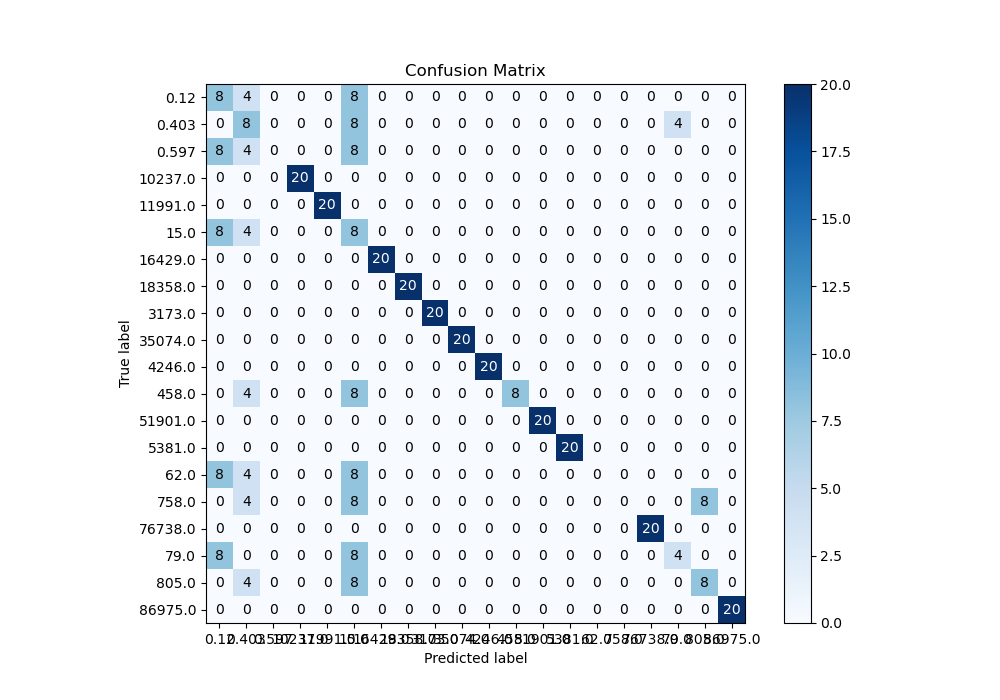 Confusion Matrix
0.12 8 4 0 0 0 8 0 0 0 0 0 0 0 0 0 0 0 0 0 0
0.403 0 8 0 0 0 8 0 0 0 0 0 0 0 0 0 0 0 4 0 0
0.597 8 4 0 0 0 8 0 0 0 0 0 0 0 0 0 0 0 0 0 0
10237.0 0 0 0 20 0 0 0 0 0 0 0 0 0 0 0 0 0 0 0 0
11991.0 0 0 0 0 20 0 0 0 0 0 0 0 0 0 0 0 0 0 0 0
15.0 8 4 0 0 0 8 0 0 0 0 0 0 0 0 0 0 0 0 0 0
16429.0 0 0 0 0 0 0 20 0 0 0 0 0 0 0 0 0 0 0 0 0
18358.0 0 0 0 0 0 0 0 20 0 0 0 0 0 0 0 0 0 0 0 0
3173.0 0 0 0 0 0 0 0 0 20 0 0 0 0 0 0 0 0 0 0 0
35074.0 0 0 0 0 0 0 0 0 0 20 0 0 0 0 0 0 0 0 0 0
4246.0 0 0 0 0 0 0 0 0 0 0 20 0 0 0 0 0 0 0 0 0
458.0 0 4 0 0 0 8 0 0 0 0 0 8 0 0 0 0 0 0 0 0
51901.0 0 0 0 0 0 0 0 0 0 0 0 0 20 0 0 0 0 0 0 0
5381.0 0 0 0 0 0 0 0 0 0 0 0 0 0 20 0 0 0 0 0 0
62.0 8 4 0 0 0 8 0 0 0 0 0 0 0 0 0 0 0 0 0 0
758.0 0 4 0 0 0 8 0 0 0 0 0 0 0 0 0 0 0 0 8 0
76738.0 0 0 0 0 0 0 0 0 0 0 0 0 0 0 0 0 20 0 0 0
79.0 8 0 0 0 0 8 0 0 0 0 0 0 0 0 0 0 0 4 0 0
805.0 0 4 0 0 0 8 0 0 0 0 0 0 0 0 0 0 0 0 8 0
86975.0 0 0 0 0 0 0 0 0 0 0 0 0 0 0 0 0 0 0 0 20
True label
Predicted label
20.0
17.5
15.0
12.5
10.0
7.5
5.0
2.5
0.0